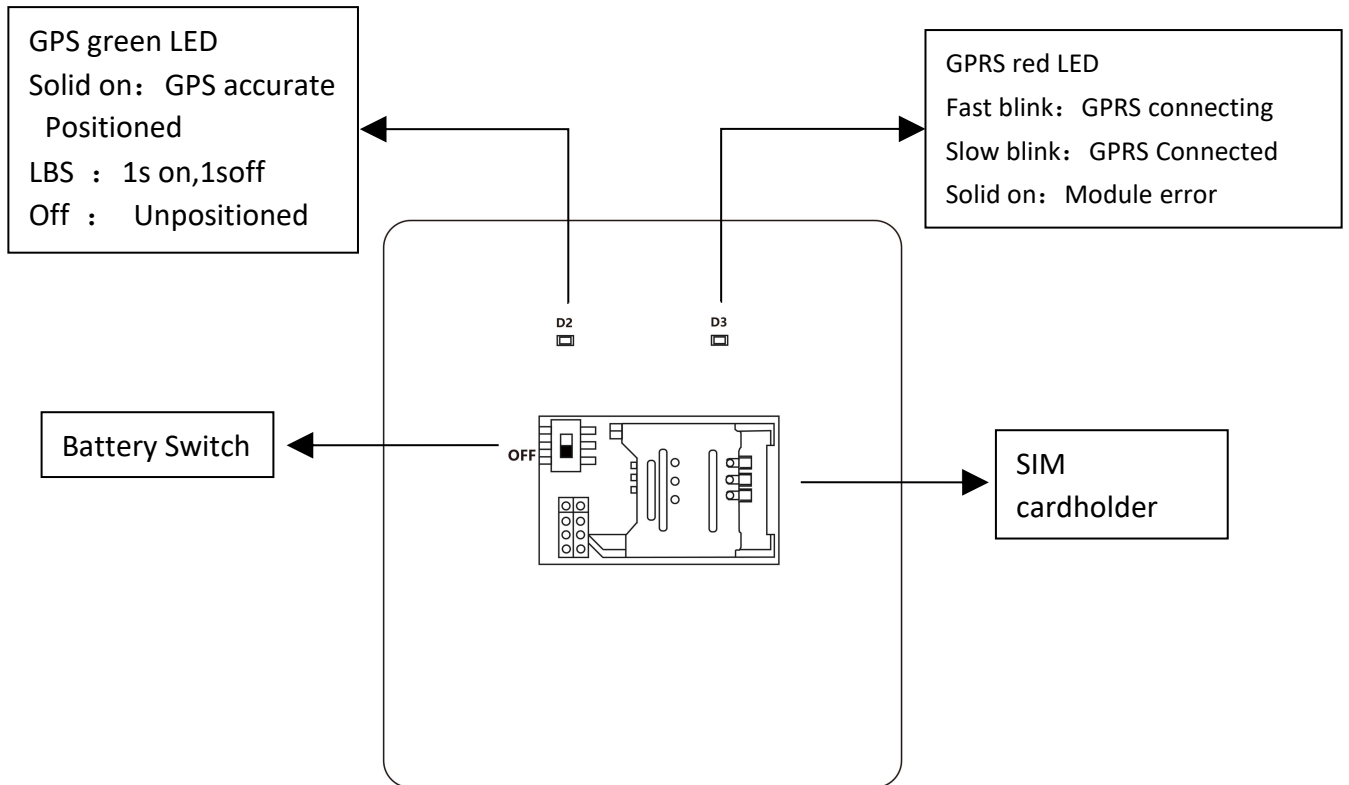 GPS green LED
Solid on： GPS accurate
Positioned
LBS ： 1s on,1soff
Off ： Unpositioned
GPRS red LED
Fast blink： GPRS connecting
Slow blink： GPRS Connected
Solid on： Module error
D2
D3
Battery Switch
OFF
SIM
cardholder